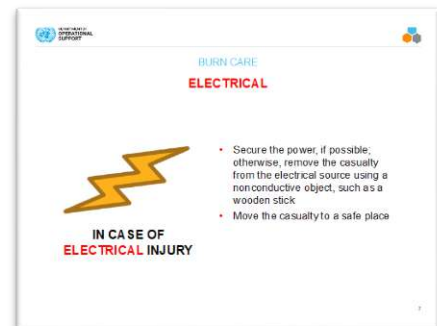 DEPARTMENT OF
OPERATIONAL
SUPPORT
BURN CARE
ELECTRICAL
• Secure the power, if possible;
otherwise, remove the casualty
from the electrical source using a
nonconductive object, such as a
wooden stick
• Move the casualty to a safe place
IN CASE OF
ELECTRICAL INJURY